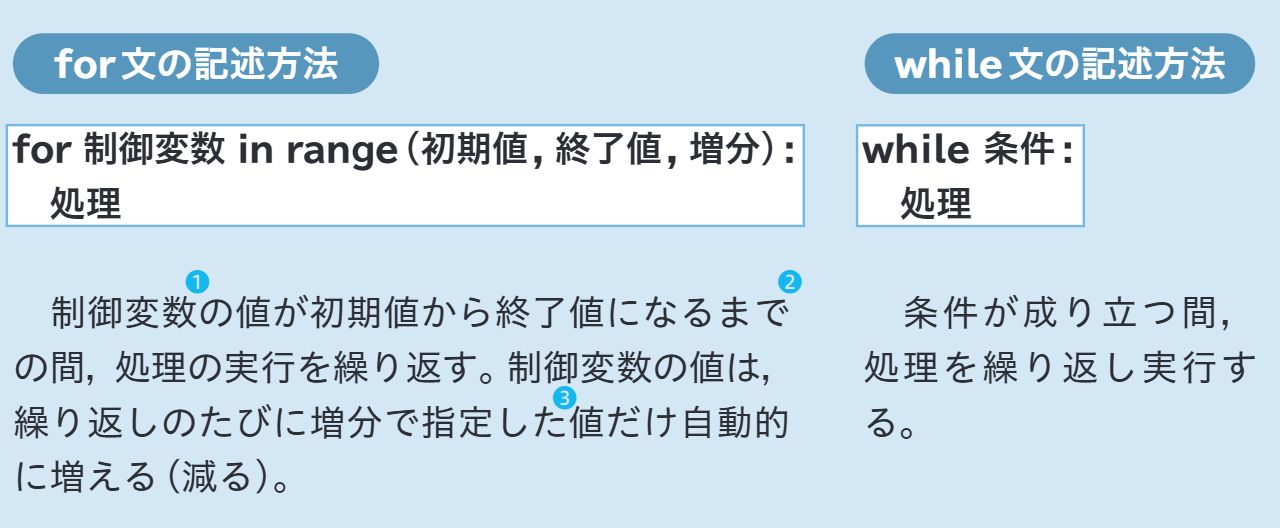 for文の記述方法
for 制御変数 in range（初期値, 終了値, 増分）:
処理
制御変数❶の値が初期値から終了値になるまで❷
の間，処理の実行を繰り返す。制御変数の値は，
繰り返しのたびに増分で指定した❸値だけ自動的
に増える（減る）。
while文の記述方法
while 条件:
処理
条件が成り立つ間，
処理を繰り返し実行す
る。